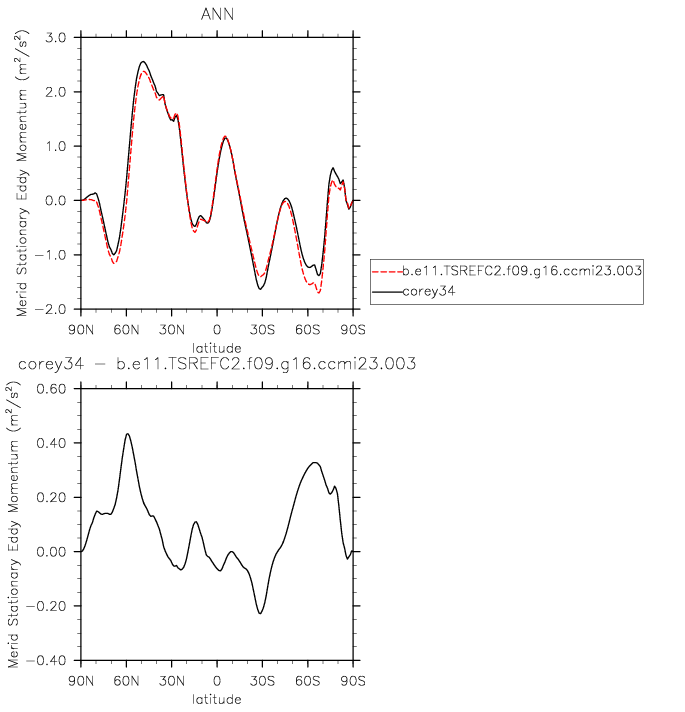 ANN
Merid Stationary Eddy Momentum (m²/s²)
3.0
2.0
1.0
0.0
−1.0
−2.0
90N 60N 30N 0 30S 60S 90S
latitude
b.e11.TSREFC2.f09.g16.ccmi23.003
corey34
corey34 − b.e11.TSREFC2.f09.g16.ccmi23.003
Merid Stationary Eddy Momentum (m²/s²)
0.60
0.40
0.20
0.00
−0.20
−0.40
90N 60N 30N 0 30S 60S 90S
latitude